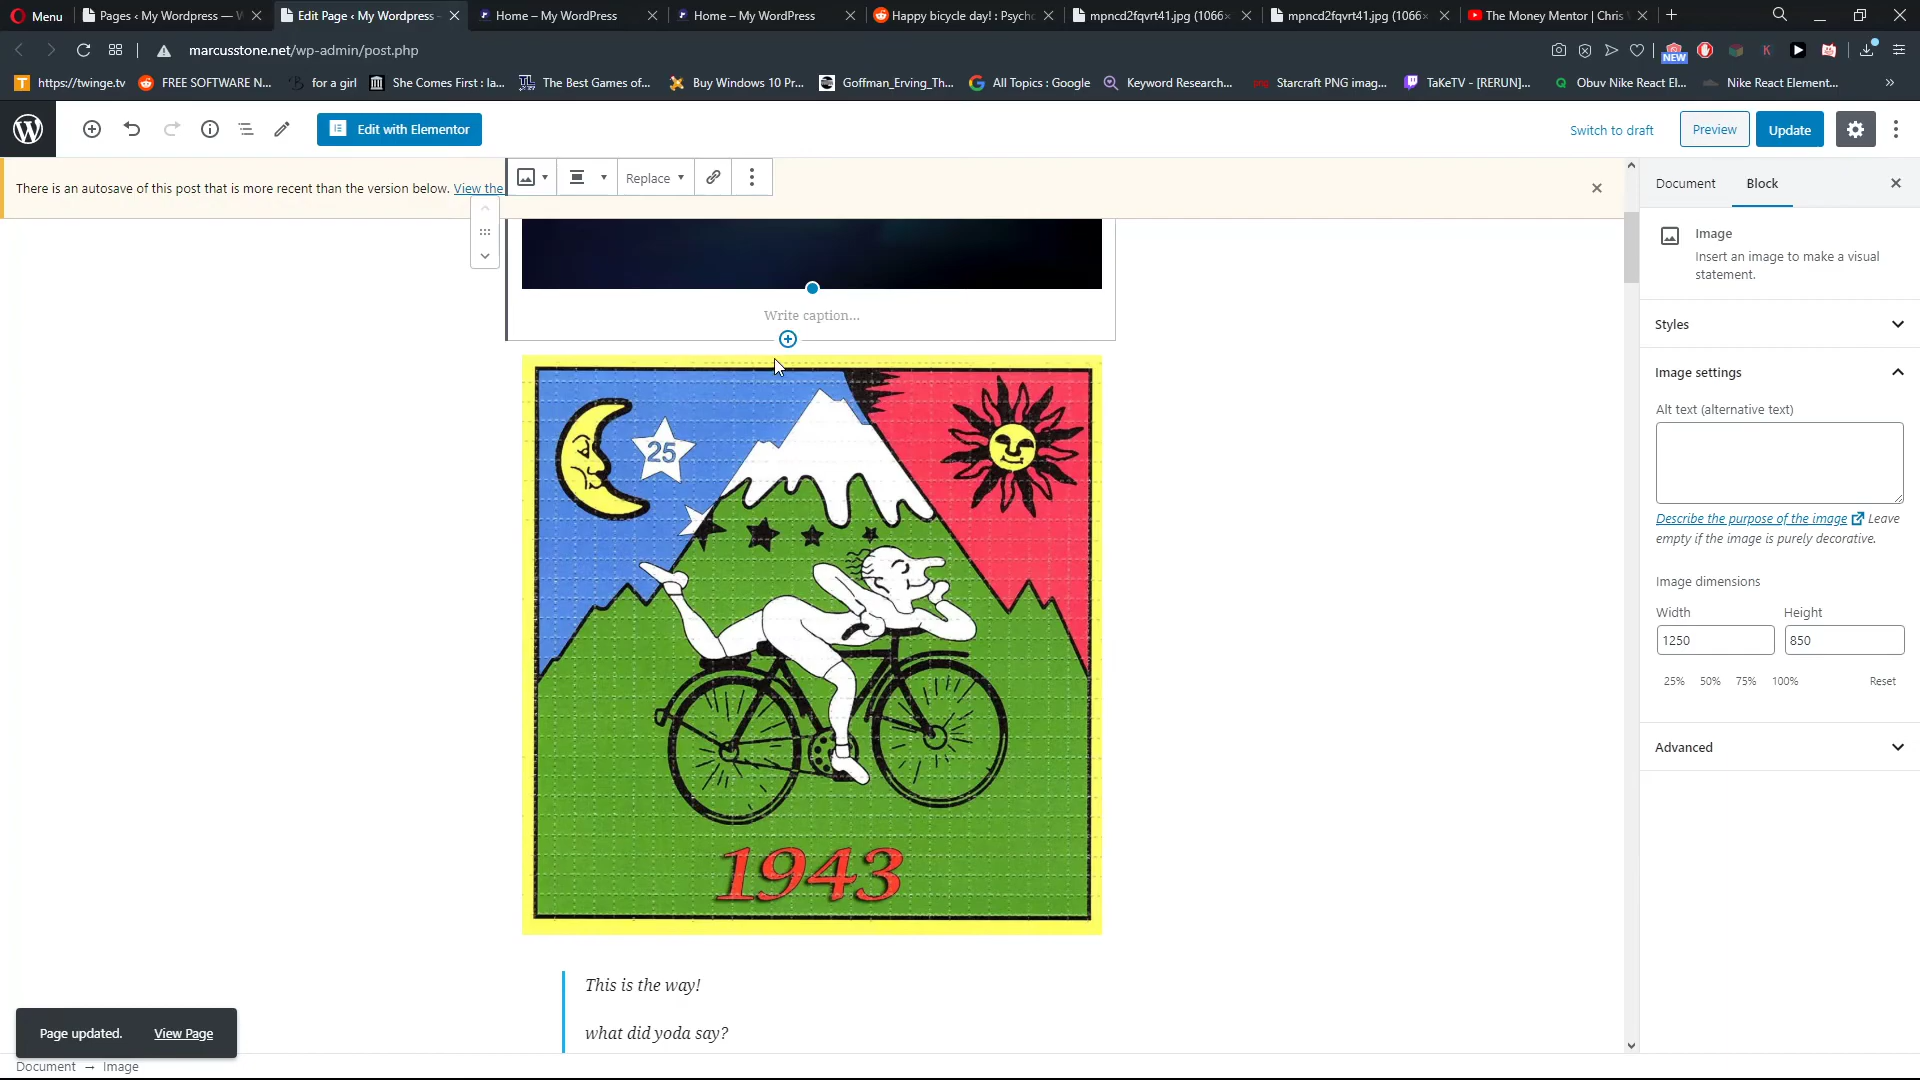 Menu
Pages ‹ My Wordpress — W
Edit Page ‹ My Wordpress -
Home – My WordPress
Home – My WordPress
Happy bicycle day! : Psych
mpncd2fqvrt41.jpg (1066×
mpncd2fqvrt41.jpg (1066×
The Money Mentor | Chris
marcusstone.net/wp-admin/post.php
NEW
https://twinge.tv
FREE SOFTWARE N...
for a girl
She Comes First : la...
The Best Games of...
Buy Windows 10 Pr...
Goffman_Erving_Th...
All Topics : Google
Keyword Research...
Starcraft PNG imag...
TaKeTV - [RERUN]...
Obuv Nike React El...
Nike React Element...
Edit with Elementor
Switch to draft
Preview
Update
There is an autosave of this post that is more recent than the version below. View the
Replace
Document
Block
Image
Insert an image to make a visual
statement.
Write caption...
Styles
Image settings
Alt text (alternative text)
Describe the purpose of the image Leave
empty if the image is purely decorative.
Image dimensions
Width
Height
1250
850
25%
50%
75%
100%
Reset
Advanced
25
1943
This is the way!
what did yoda say?
Page updated.
View Page
Document → Image